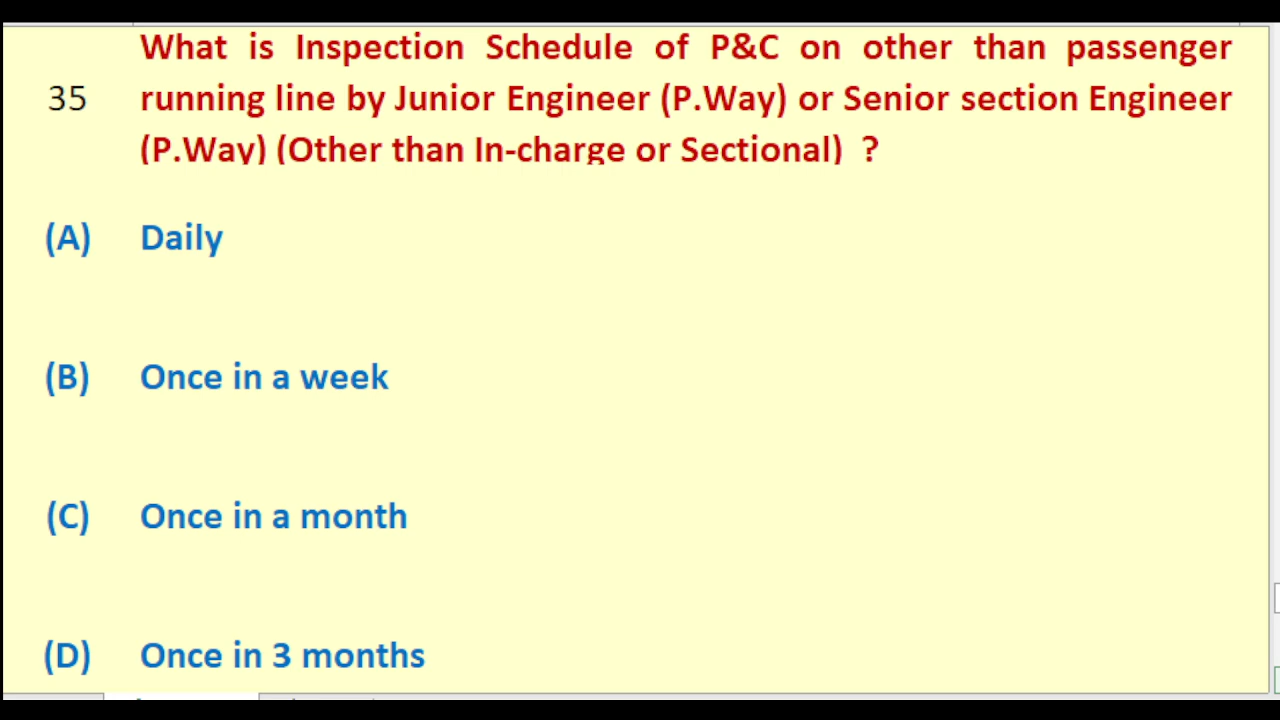 What is Inspection Schedule of P&C on other than passenger
35 running line by Junior Engineer (P.Way) or Senior section Engineer
(P.Way) (Other than In-charge or Sectional) ?
(A) Daily
(B) Once in a week
(C) Once in a month
(D) Once in 3 months